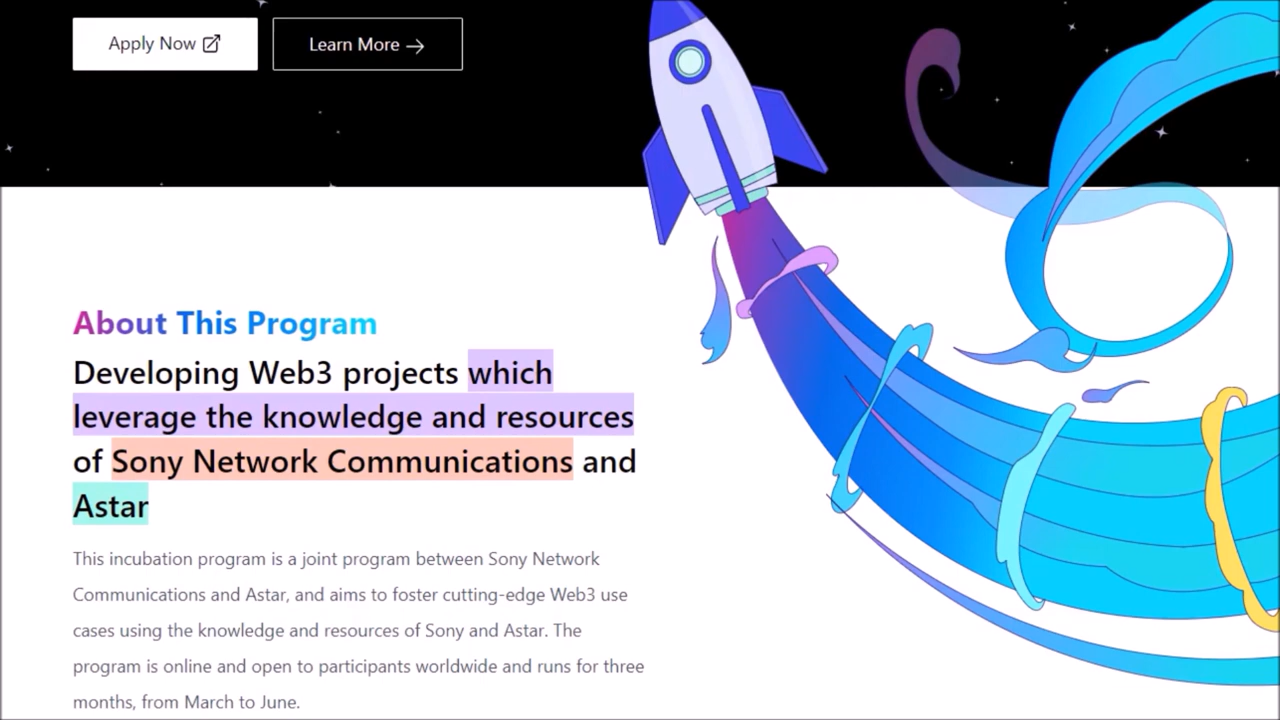 Apply Now
Learn More
About This Program
Developing Web3 projects which
leverage the knowledge and resources
of Sony Network Communications and
Astar
This incubation program is a joint program between Sony Network
Communications and Astar, and aims to foster cutting-edge Web3 use
cases using the knowledge and resources of Sony and Astar. The
program is online and open to participants worldwide and runs for three
months, from March to June.